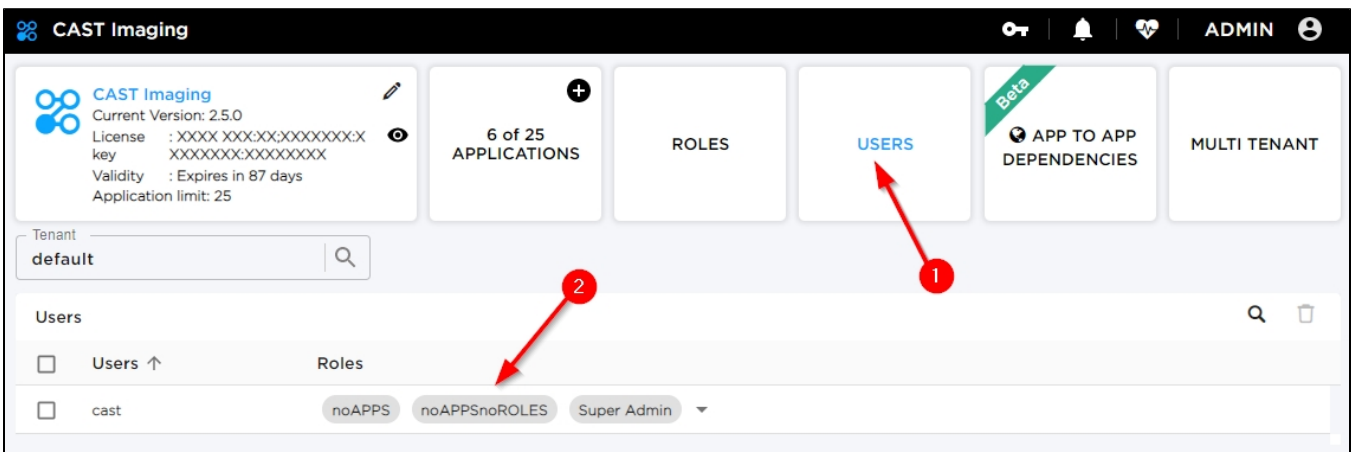 CAST Imaging
ADMIN
CAST Imaging
Current Version: 2.5.0
License key : XXXX XXX:XX;XXXXXXX:X
XXXXXXX:XXXXXXXX
Validity : Expires in 87 days
Application limit: 25
6 of 25
APPLICATIONS
ROLES
USERS
Beta
APP TO APP
DEPENDENCIES
MULTI TENANT
1
Tenant
default
2
Users
Users Roles
cast noAPPS noAPPSnoROLES Super Admin